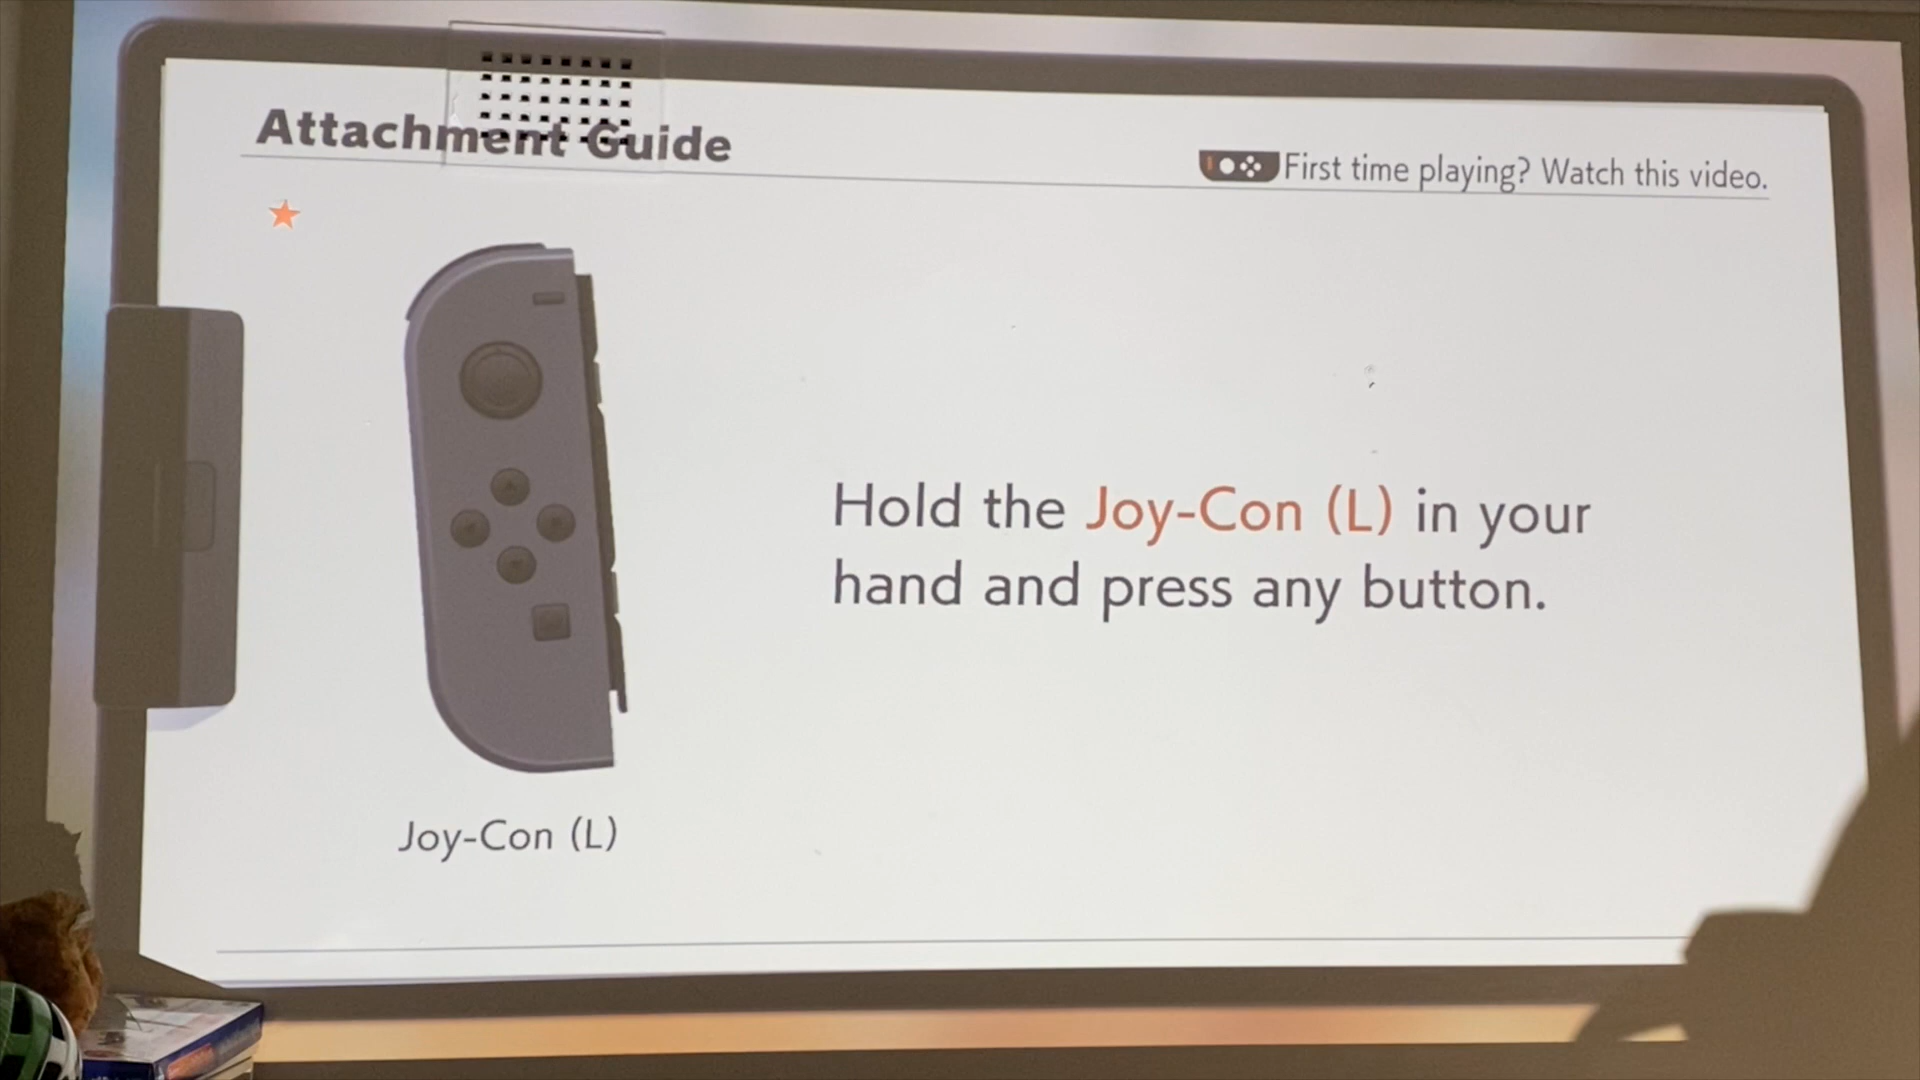 Attachment Guide
First time playing? Watch this video.
Hold the Joy-Con (L) in your
hand and press any button.
Joy-Con (L)